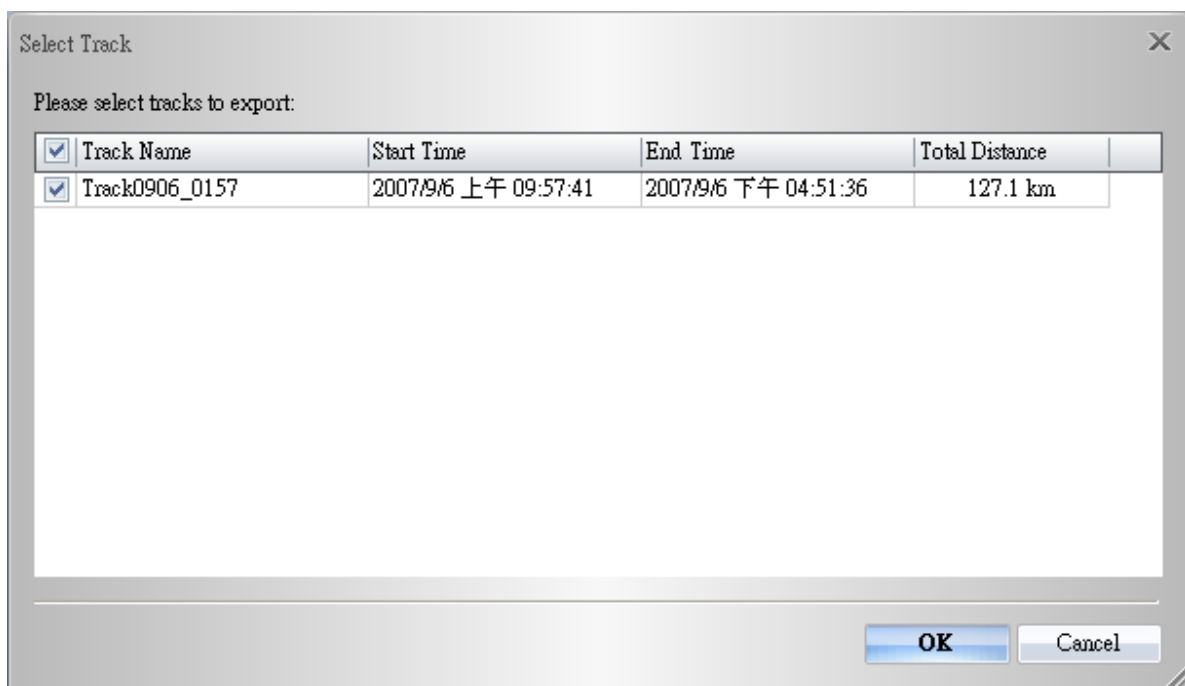 Select Track
Please select tracks to export:
Track Name Start Time End Time Total Distance
Track0906_0157 2007/9/6 上午 09:57:41 2007/9/6 下午 04:51:36 127.1 km
OK Cancel